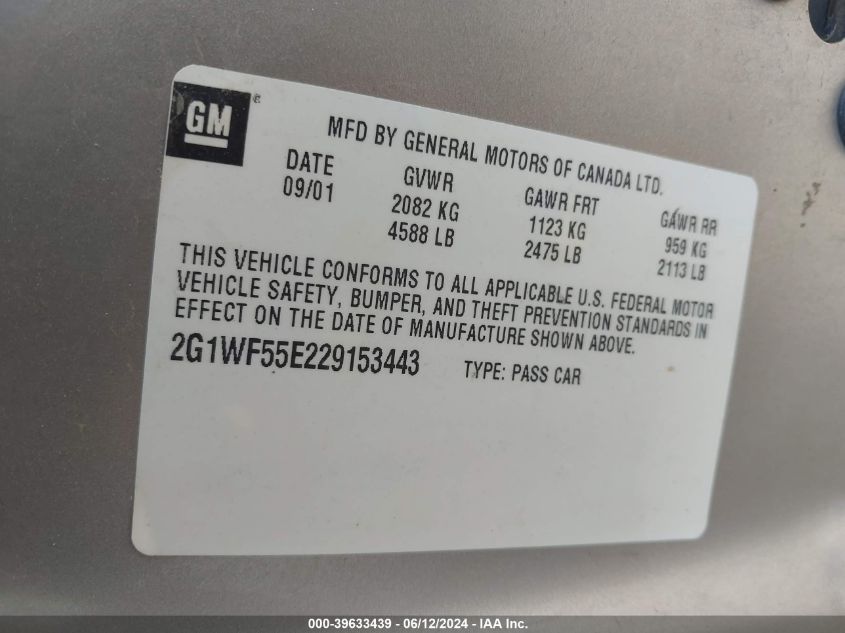 GM®
MFD BY GENERAL MOTORS OF CANADA LTD.
DATE GVWR GAWR FRT GAWR RR
09/01 2082 KG 1123 KG 959 KG
4588 LB 2475 LB 2113 LB
THIS VEHICLE CONFORMS TO ALL APPLICABLE U.S. FEDERAL MOTOR
VEHICLE SAFETY, BUMPER, AND THEFT PREVENTION STANDARDS IN
EFFECT ON THE DATE OF MANUFACTURE SHOWN ABOVE.
2G1WF55E229153443 TYPE: PASS CAR
000-39633439 - 06/12/2024 - IAA Inc.